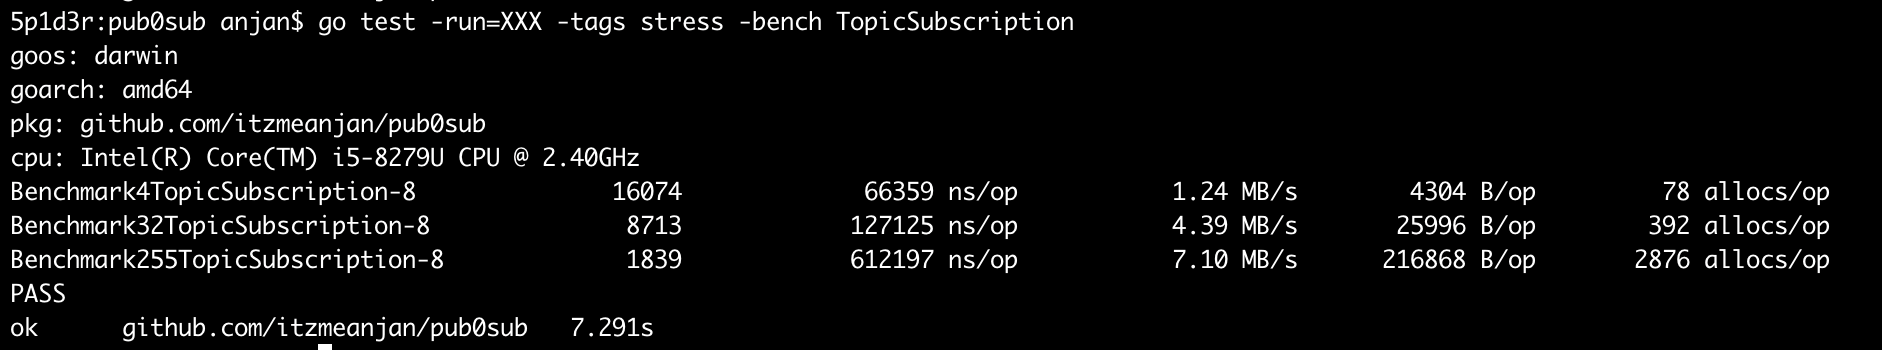 5p1d3r:pub0sub anjan$ go test -run=XXX -tags stress -bench TopicSubscription
goos: darwin
goarch: amd64
pkg: github.com/itzmeanjan/pub0sub
cpu: Intel(R) Core(TM) i5-8279U CPU @ 2.40GHz
Benchmark4TopicSubscription-8 16074 66359 ns/op 1.24 MB/s 4304 B/op 78 allocs/op
Benchmark32TopicSubscription-8 8713 127125 ns/op 4.39 MB/s 25996 B/op 392 allocs/op
Benchmark255TopicSubscription-8 1839 612197 ns/op 7.10 MB/s 216868 B/op 2876 allocs/op
PASS
ok github.com/itzmeanjan/pub0sub 7.291s